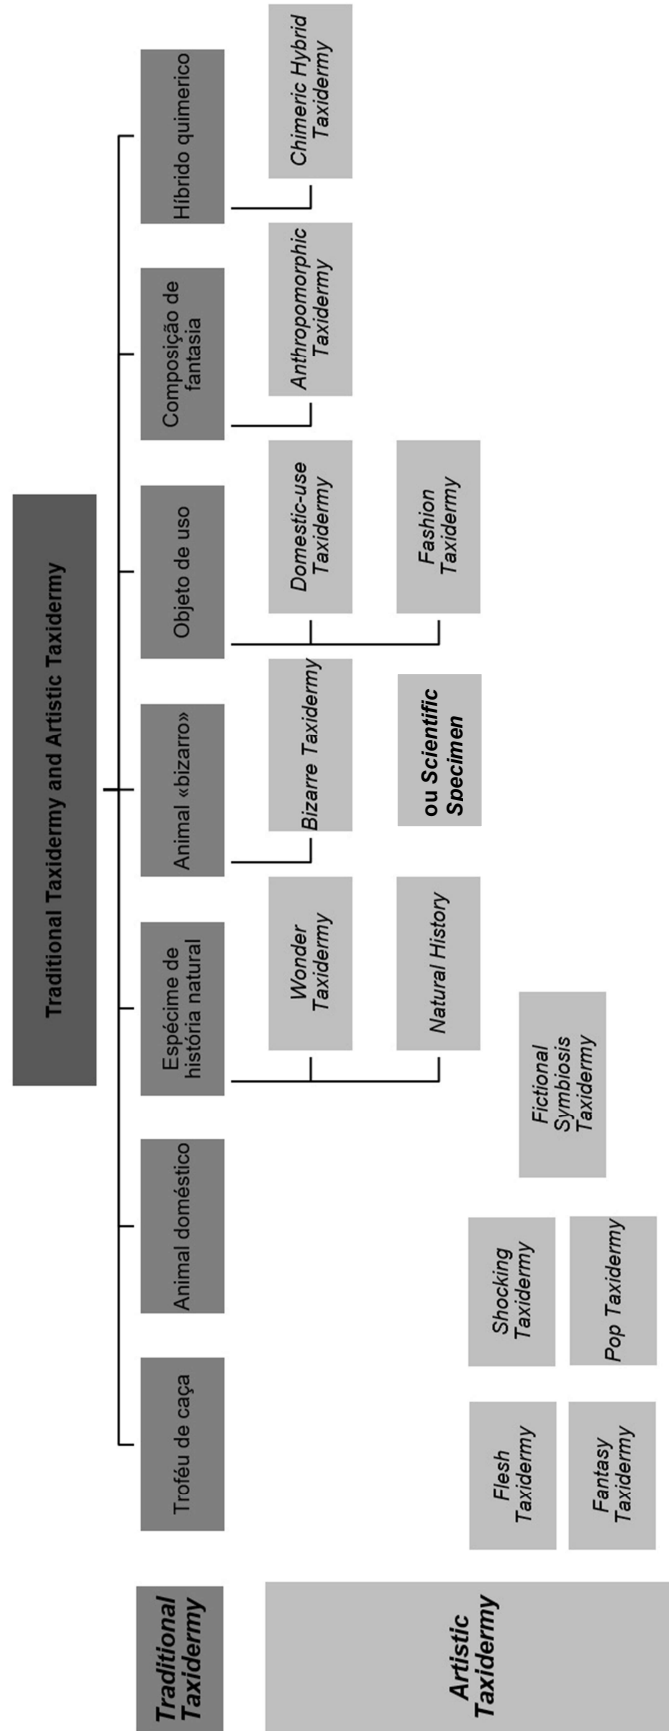 Traditional Taxidermy and Artistic Taxidermy
Traditional
Taxidermy
Troféu de caça
Animal doméstico
Espécime de
história natural
Animal «bizarro»
Objeto de uso
Composição de
fantasia
Híbrido quimerico
Artistic
Taxidermy
Wonder
Taxidermy
Bizarre Taxidermy
Domestic-use
Taxidermy
Anthropomorphic
Taxidermy
Chimeric Hybrid
Taxidermy
Natural History
ou Scientific
Specimen
Fashion
Taxidermy
Flesh
Taxidermy
Shocking
Taxidermy
Fictional
Symbiosis
Taxidermy
Fantasy
Taxidermy
Pop Taxidermy